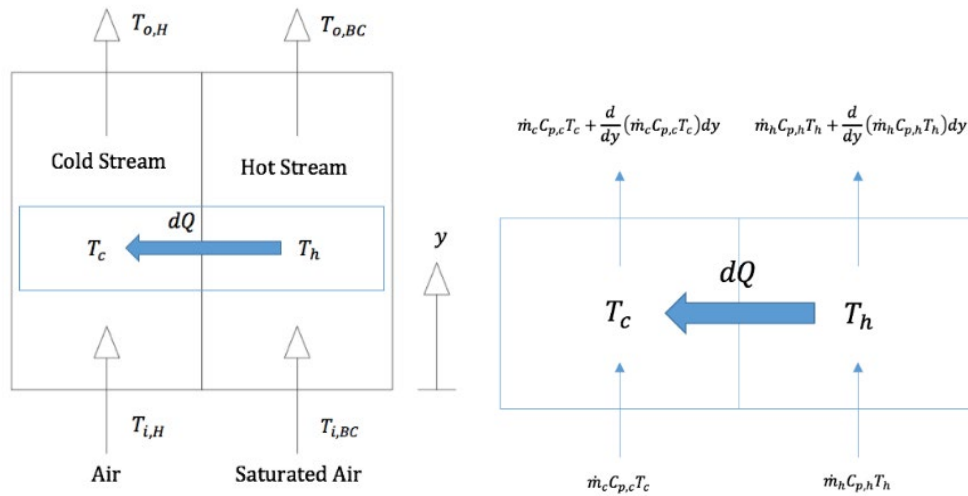 T_{o,H} T_{o,BC}
ṁ_c C_{p,c} T_c + d/dy (ṁ_c C_{p,c} T_c) dy ṁ_h C_{p,h} T_h + d/dy (ṁ_h C_{p,h} T_h) dy
Cold Stream Hot Stream
dQ
T_c T_h
y
dQ
T_c T_h
T_{i,H} T_{i,BC}
Air Saturated Air
ṁ_c C_{p,c} T_c ṁ_h C_{p,h} T_h